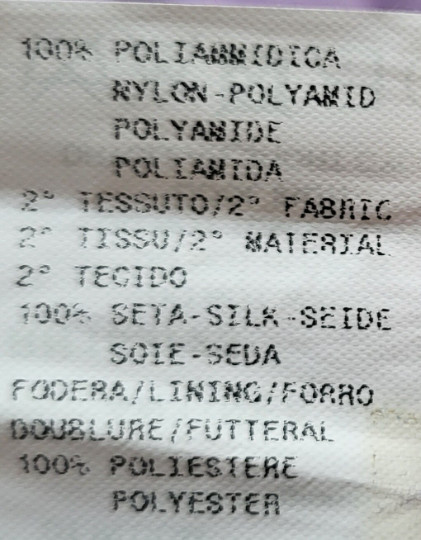 100% POLIAMMIDICA
NYLON-POLYAMID
POLYAMIDE
POLIAMIDA
2° TESSUTO/2° FABRIC
2° TISSU/2° MATERIAL
2° TECIDO
100% SETA-SILK-SEIDE
SOIE-SEDA
FODERA/LINING/FORRO
DOUBLURE/FUTTERAL
100% POLIESTERE
POLYESTER